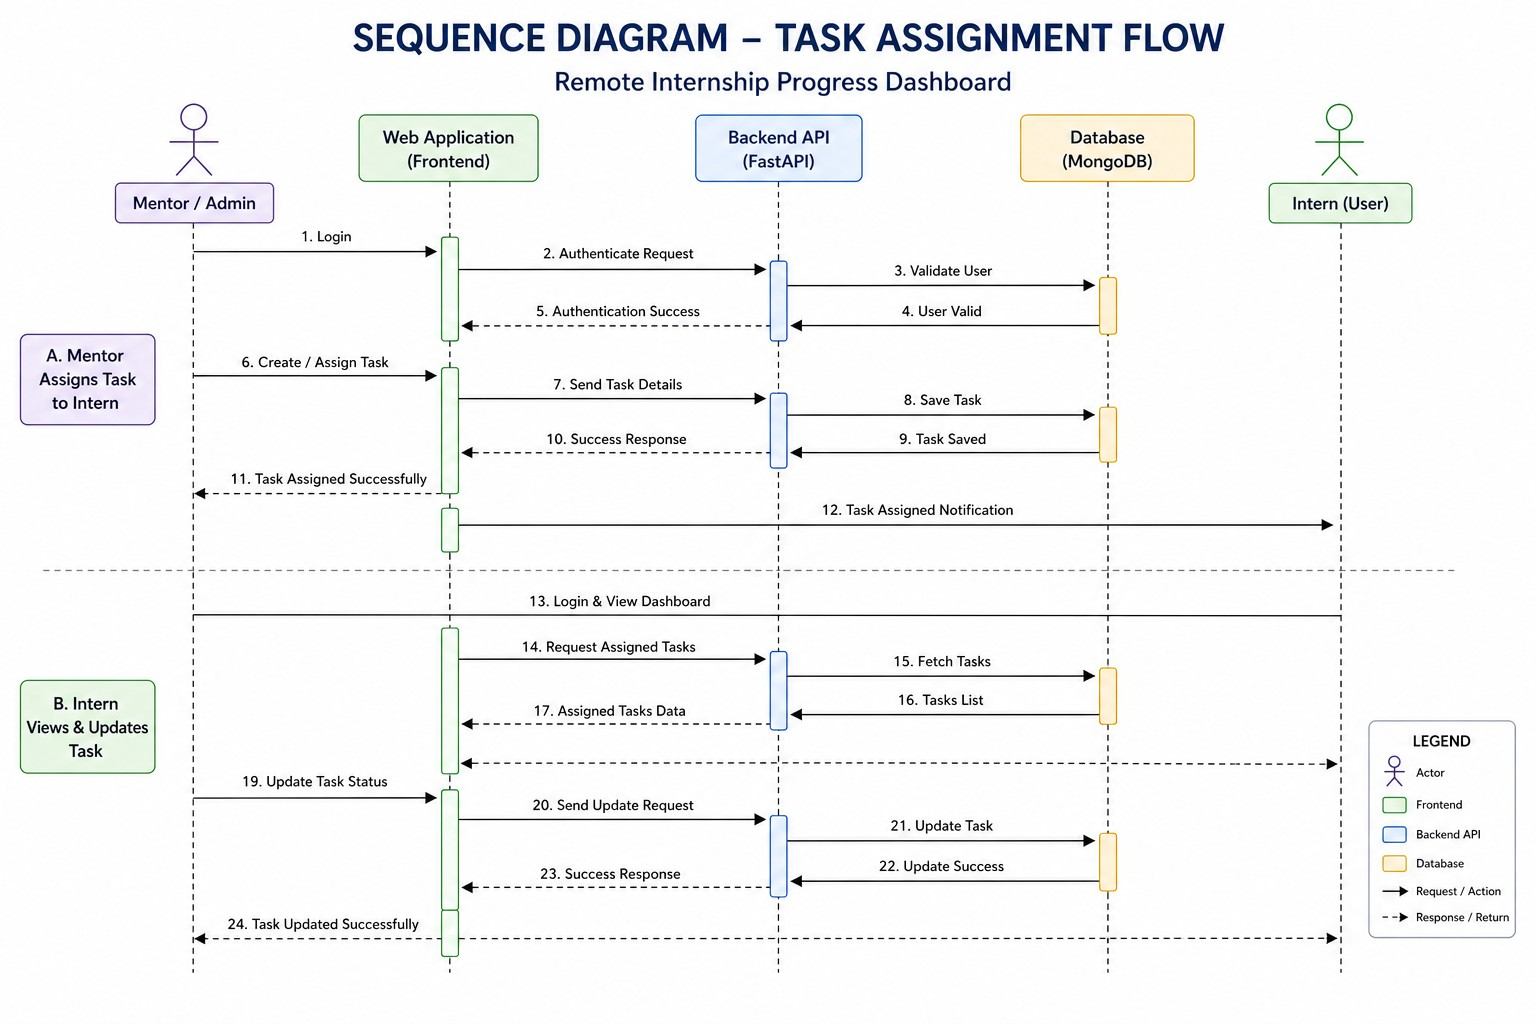 SEQUENCE DIAGRAM – TASK ASSIGNMENT FLOW
Remote Internship Progress Dashboard
Mentor / Admin
Web Application
(Frontend)
Backend API
(FastAPI)
Database
(MongoDB)
Intern (User)
A. Mentor
Assigns Task
to Intern
1. Login
2. Authenticate Request
3. Validate User
4. User Valid
5. Authentication Success
6. Create / Assign Task
7. Send Task Details
8. Save Task
9. Task Saved
10. Success Response
11. Task Assigned Successfully
12. Task Assigned Notification
B. Intern
Views & Updates
Task
13. Login & View Dashboard
14. Request Assigned Tasks
15. Fetch Tasks
16. Tasks List
17. Assigned Tasks Data
19. Update Task Status
20. Send Update Request
21. Update Task
22. Update Success
23. Success Response
24. Task Updated Successfully
LEGEND
Actor
Frontend
Backend API
Database
Request / Action
Response / Return